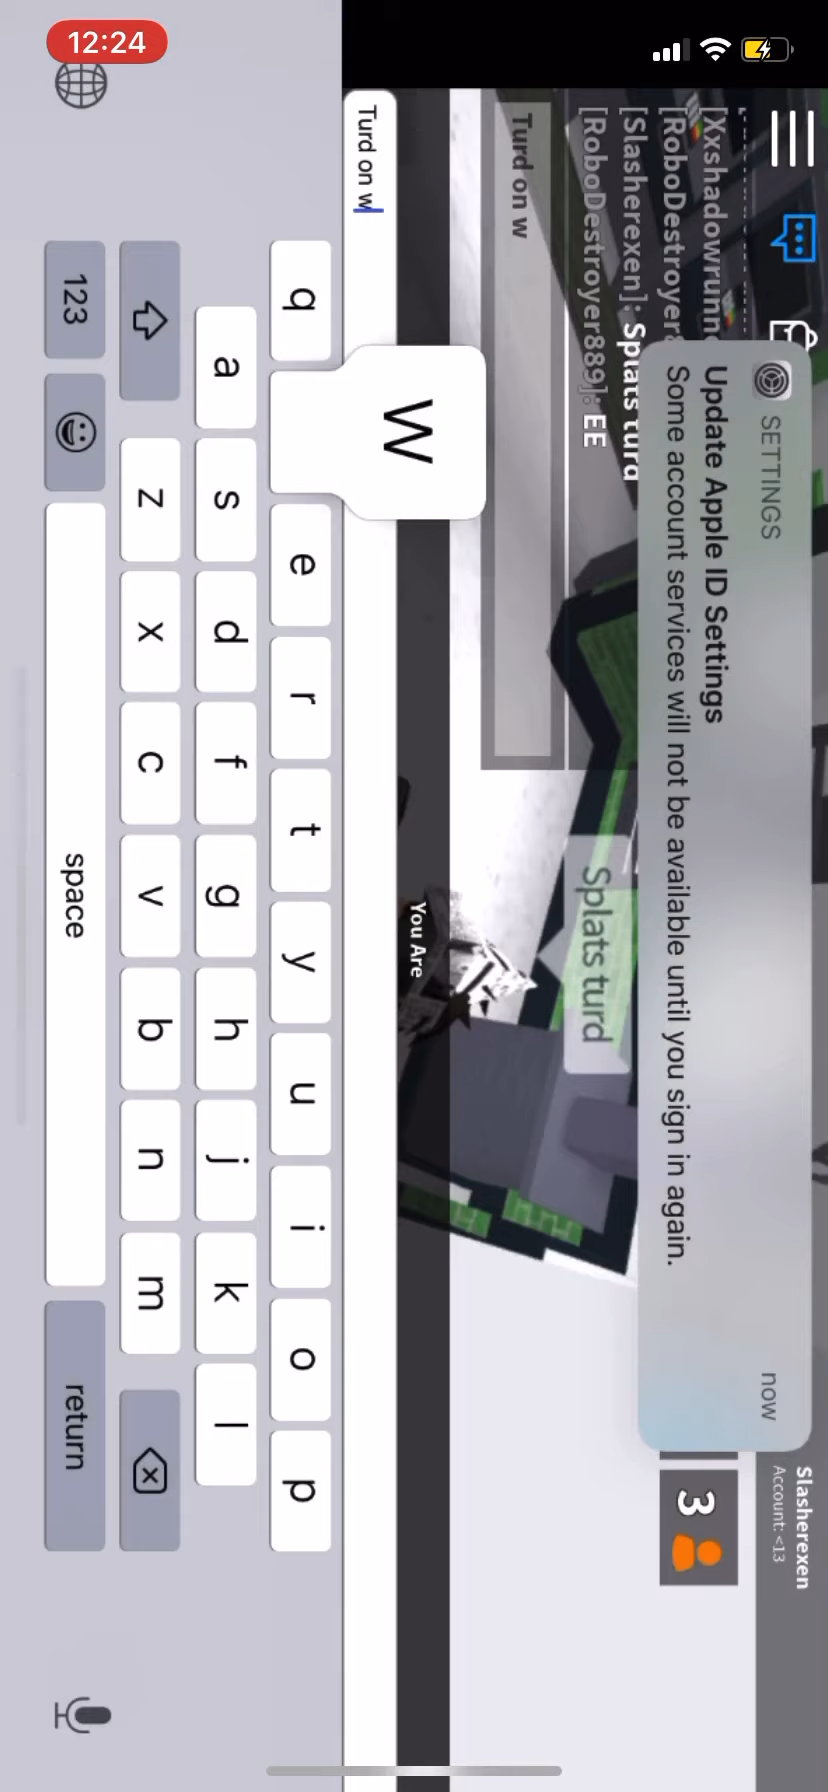 12:24
SETTINGS
now
Update Apple ID Settings
Some account services will not be available until you sign in again.
Slasherexen
Account: <13
3
[Xxshadowrunn
[RoboDestroyer
[Slasherexen]: Splats turd
[RoboDestroyer889]: EE
Splats turd
Turd on w
You Are
Turd on w
W
q
e
r
t
y
u
i
o
p
a
s
d
f
g
h
j
k
l
z
x
c
v
b
n
m
123
space
return